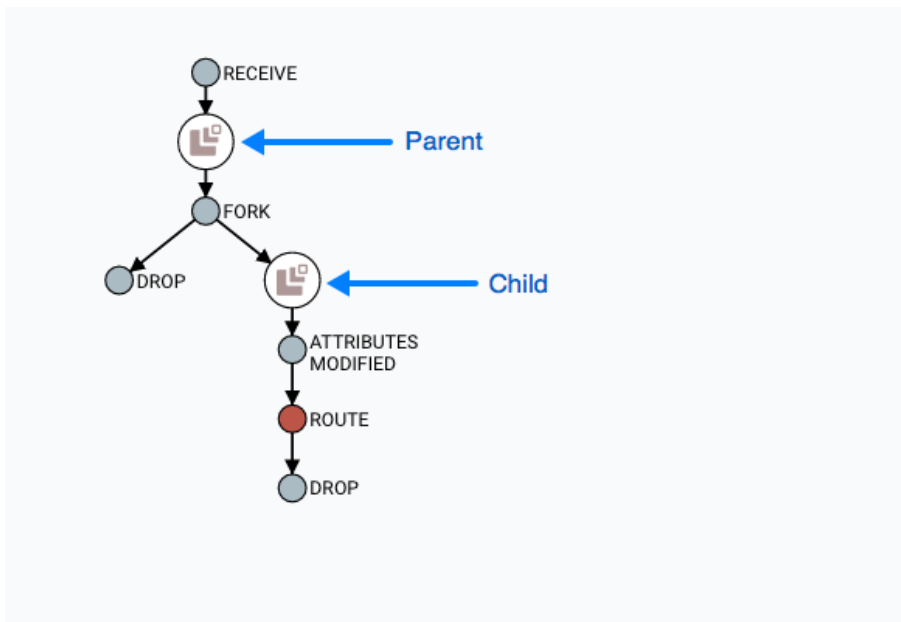 RECEIVE
Parent
FORK
DROP
Child
ATTRIBUTES
MODIFIED
ROUTE
DROP